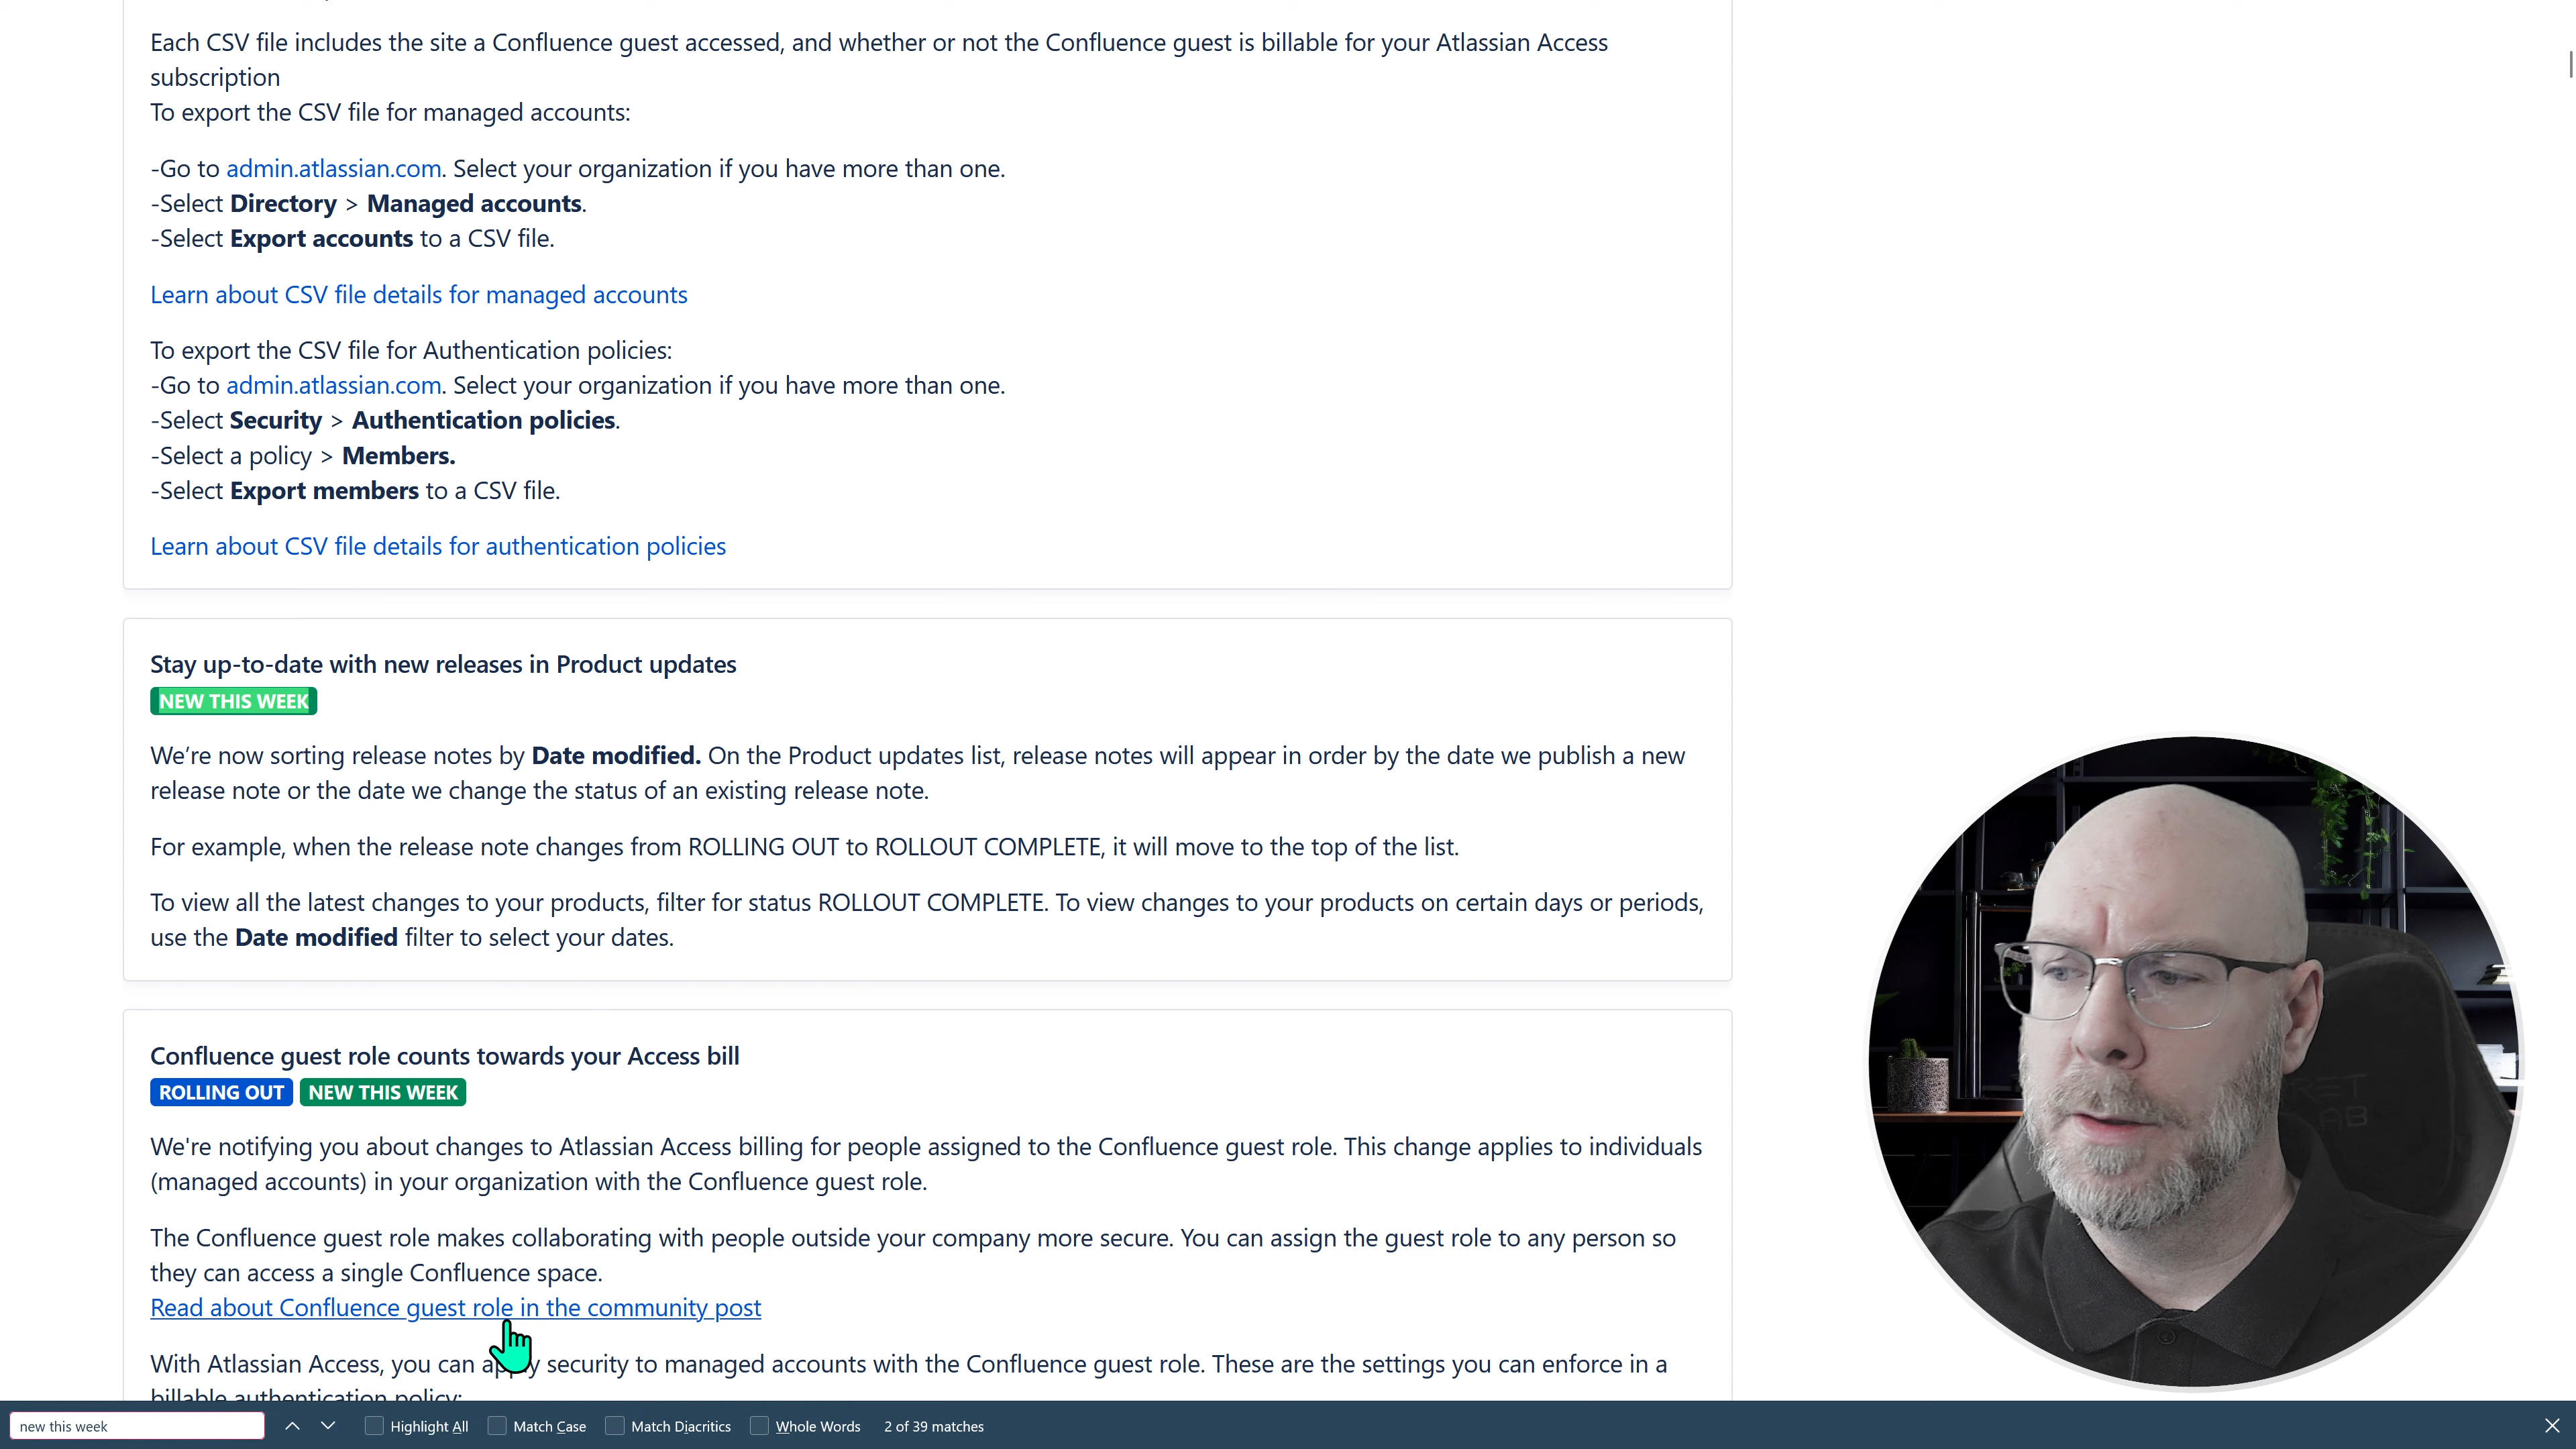 Each CSV file includes the site a Confluence guest accessed, and whether or not the Confluence guest is billable for your Atlassian Access
subscription
To export the CSV file for managed accounts:
-Go to admin.atlassian.com. Select your organization if you have more than one.
-Select Directory > Managed accounts.
-Select Export accounts to a CSV file.
Learn about CSV file details for managed accounts
To export the CSV file for Authentication policies:
-Go to admin.atlassian.com. Select your organization if you have more than one.
-Select Security > Authentication policies.
-Select a policy > Members.
-Select Export members to a CSV file.
Learn about CSV file details for authentication policies
Stay up-to-date with new releases in Product updates
NEW THIS WEEK
We're now sorting release notes by Date modified. On the Product updates list, release notes will appear in order by the date we publish a new
release note or the date we change the status of an existing release note.
For example, when the release note changes from ROLLING OUT to ROLLOUT COMPLETE, it will move to the top of the list.
To view all the latest changes to your products, filter for status ROLLOUT COMPLETE. To view changes to your products on certain days or periods,
use the Date modified filter to select your dates.
Confluence guest role counts towards your Access bill
ROLLING OUT NEW THIS WEEK
We're notifying you about changes to Atlassian Access billing for people assigned to the Confluence guest role. This change applies to individuals
(managed accounts) in your organization with the Confluence guest role.
The Confluence guest role makes collaborating with people outside your company more secure. You can assign the guest role to any person so
they can access a single Confluence space.
Read about Confluence guest role in the community post
With Atlassian Access, you can apply security to managed accounts with the Confluence guest role. These are the settings you can enforce in a
billable authentication policy:
new this week Highlight All Match Case Match Diacritics Whole Words 2 of 39 matches